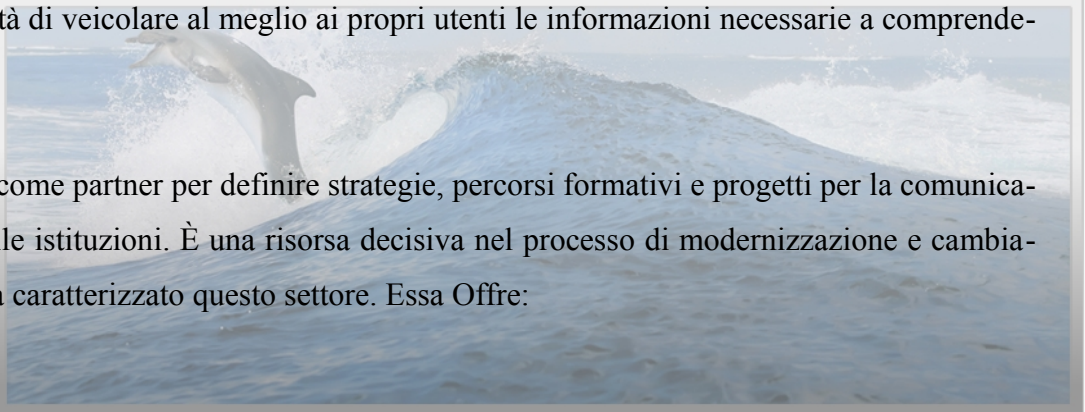 di veicolare al meglio ai propri utenti le informazioni necessarie a comprende-
come partner per definire strategie, percorsi formativi e progetti per la comunica-
le istituzioni. È una risorsa decisiva nel processo di modernizzazione e cambia-
caratterizzato questo settore. Essa Offre: